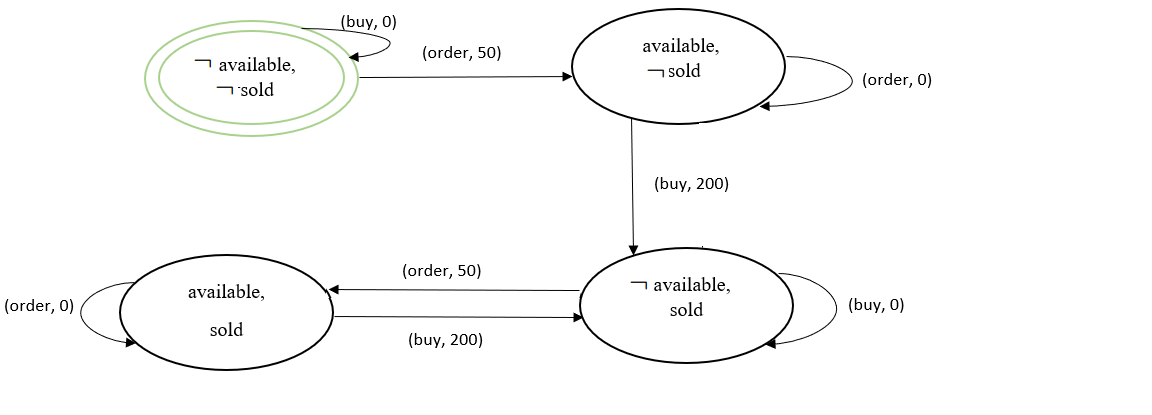 (buy, 0)
(order, 50)
¬ available,
¬ sold
available,
¬ sold
(order, 0)
(buy, 200)
(order, 50)
(order, 0)
available,
sold
¬ available,
sold
(buy, 0)
(buy, 200)